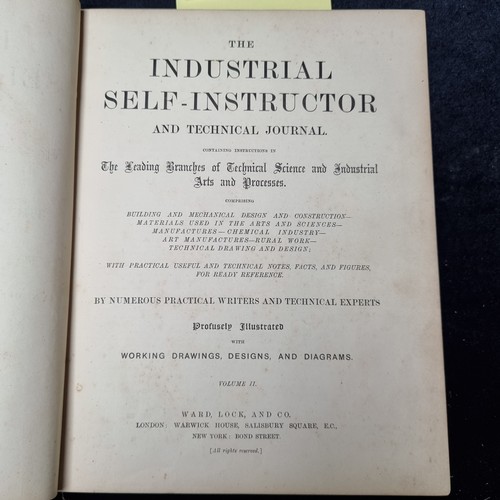 THE
INDUSTRIAL
SELF-INSTRUCTOR
AND TECHNICAL JOURNAL.
CONTAINING INSTRUCTIONS IN
The Leading Branches of Technical Science and Industrial
Arts and Processes.
COMPRISING
BUILDING AND MECHANICAL DESIGN AND CONSTRUCTION—
MATERIALS USED IN THE ARTS AND SCIENCES—
MANUFACTURES—CHEMICAL INDUSTRY—
ART MANUFACTURES—RURAL WORK—
TECHNICAL DRAWING AND DESIGN;
WITH PRACTICAL USEFUL AND TECHNICAL NOTES, FACTS, AND FIGURES,
FOR READY REFERENCE.
BY NUMEROUS PRACTICAL WRITERS AND TECHNICAL EXPERTS
Profusely Illustrated
WITH
WORKING DRAWINGS, DESIGNS, AND DIAGRAMS.
VOLUME II.
WARD, LOCK, AND CO.
LONDON: WARWICK HOUSE, SALISBURY SQUARE, E.C.,
NEW YORK: BOND STREET.
[All rights reserved.]